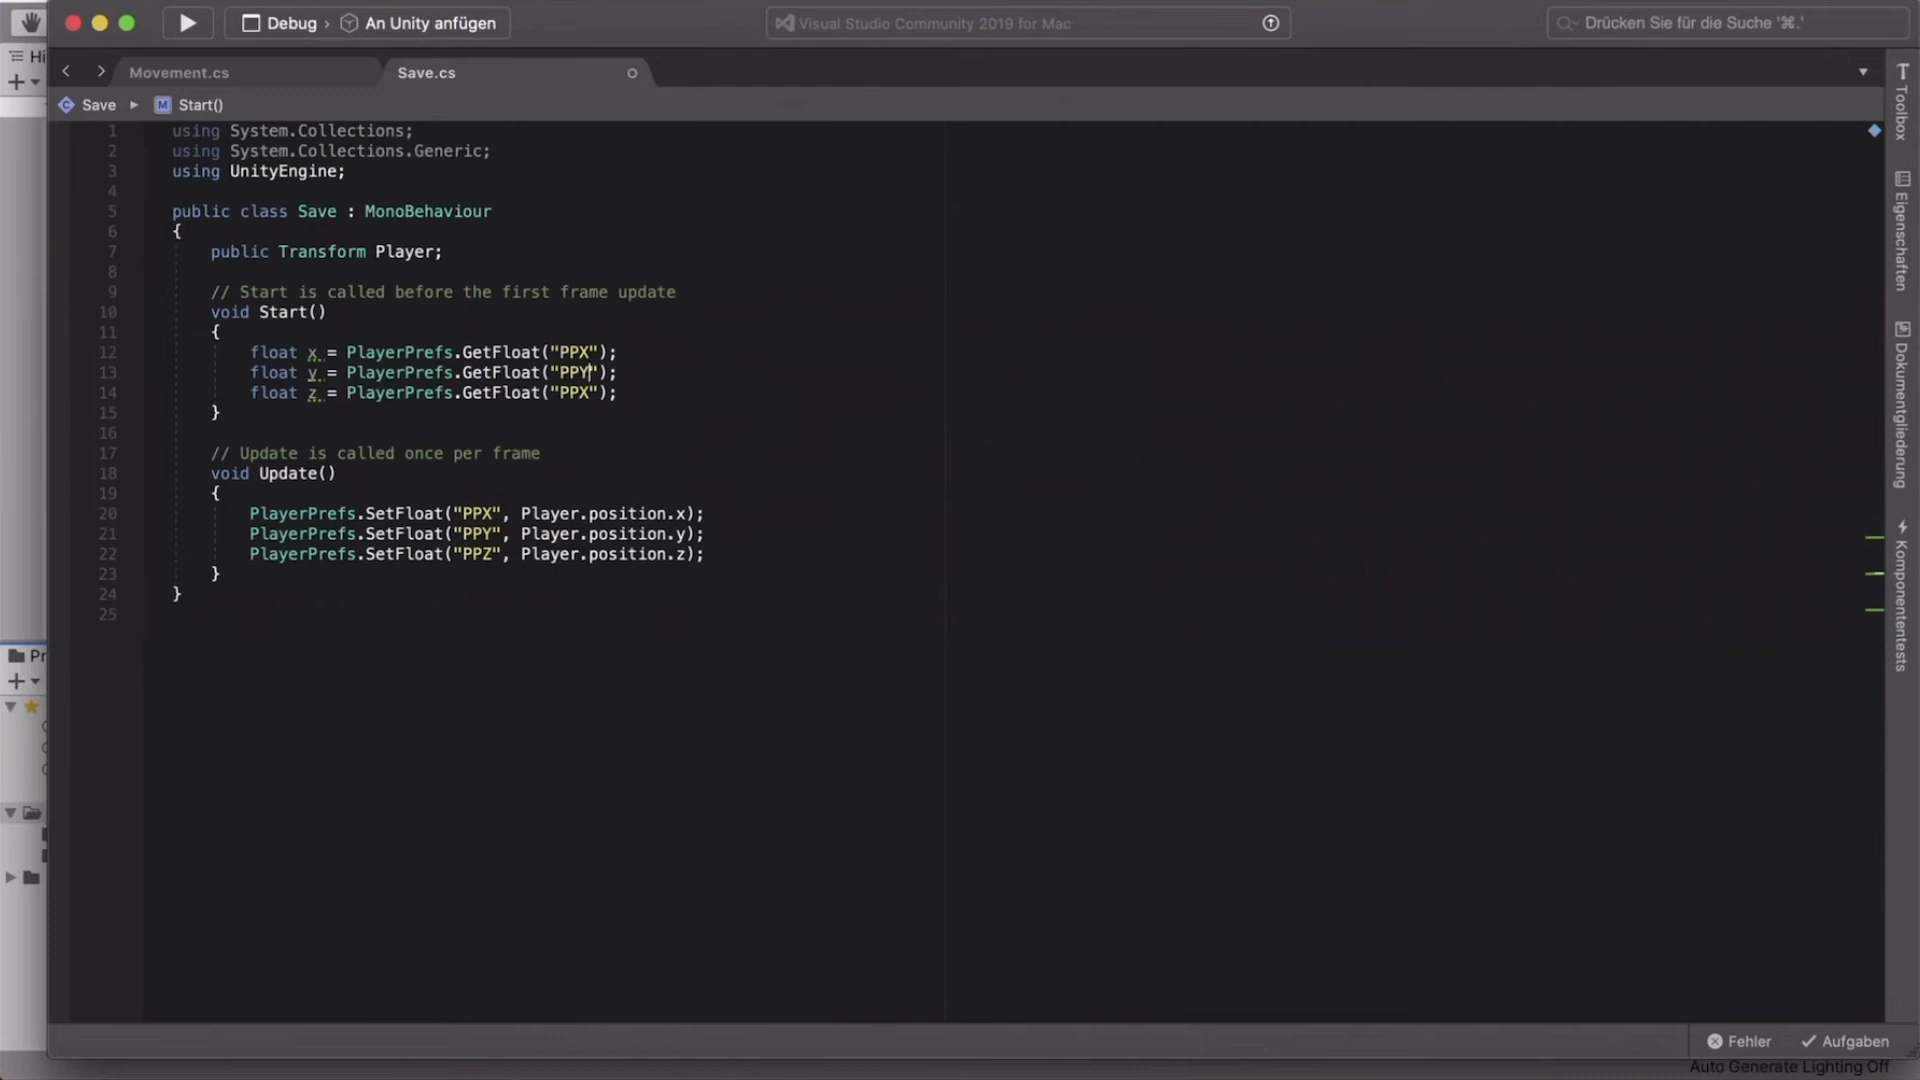 Debug › An Unity anfügen
Visual Studio Community 2019 for Mac
Drücken Sie für die Suche '⌘.'
Hi
Movement.cs
Save.cs
Save
M Start()
1 using System.Collections;
2 using System.Collections.Generic;
3 using UnityEngine;
4
5 public class Save : MonoBehaviour
6 {
7 public Transform Player;
8
9 // Start is called before the first frame update
10 void Start()
11 {
12 float x = PlayerPrefs.GetFloat("PPX");
13 float y = PlayerPrefs.GetFloat("PPY");
14 float z = PlayerPrefs.GetFloat("PPX");
15 }
16
17 // Update is called once per frame
18 void Update()
19 {
20 PlayerPrefs.SetFloat("PPX", Player.position.x);
21 PlayerPrefs.SetFloat("PPY", Player.position.y);
22 PlayerPrefs.SetFloat("PPZ", Player.position.z);
23 }
24 }
25
Toolbox
Eigenschaften
Dokumentgliederung
Komponententests
Pr
Fehler
Aufgaben
Auto Generate Lighting Off